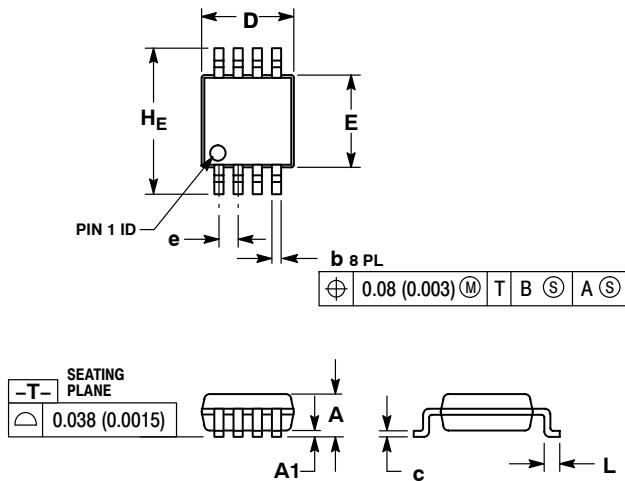 D
HE
E
PIN 1 ID
e
b 8 PL
⌖ 0.08 (0.003) Ⓜ T B Ⓢ A Ⓢ
–T– SEATING
PLANE
⌓ 0.038 (0.0015)
A
A1
c
L